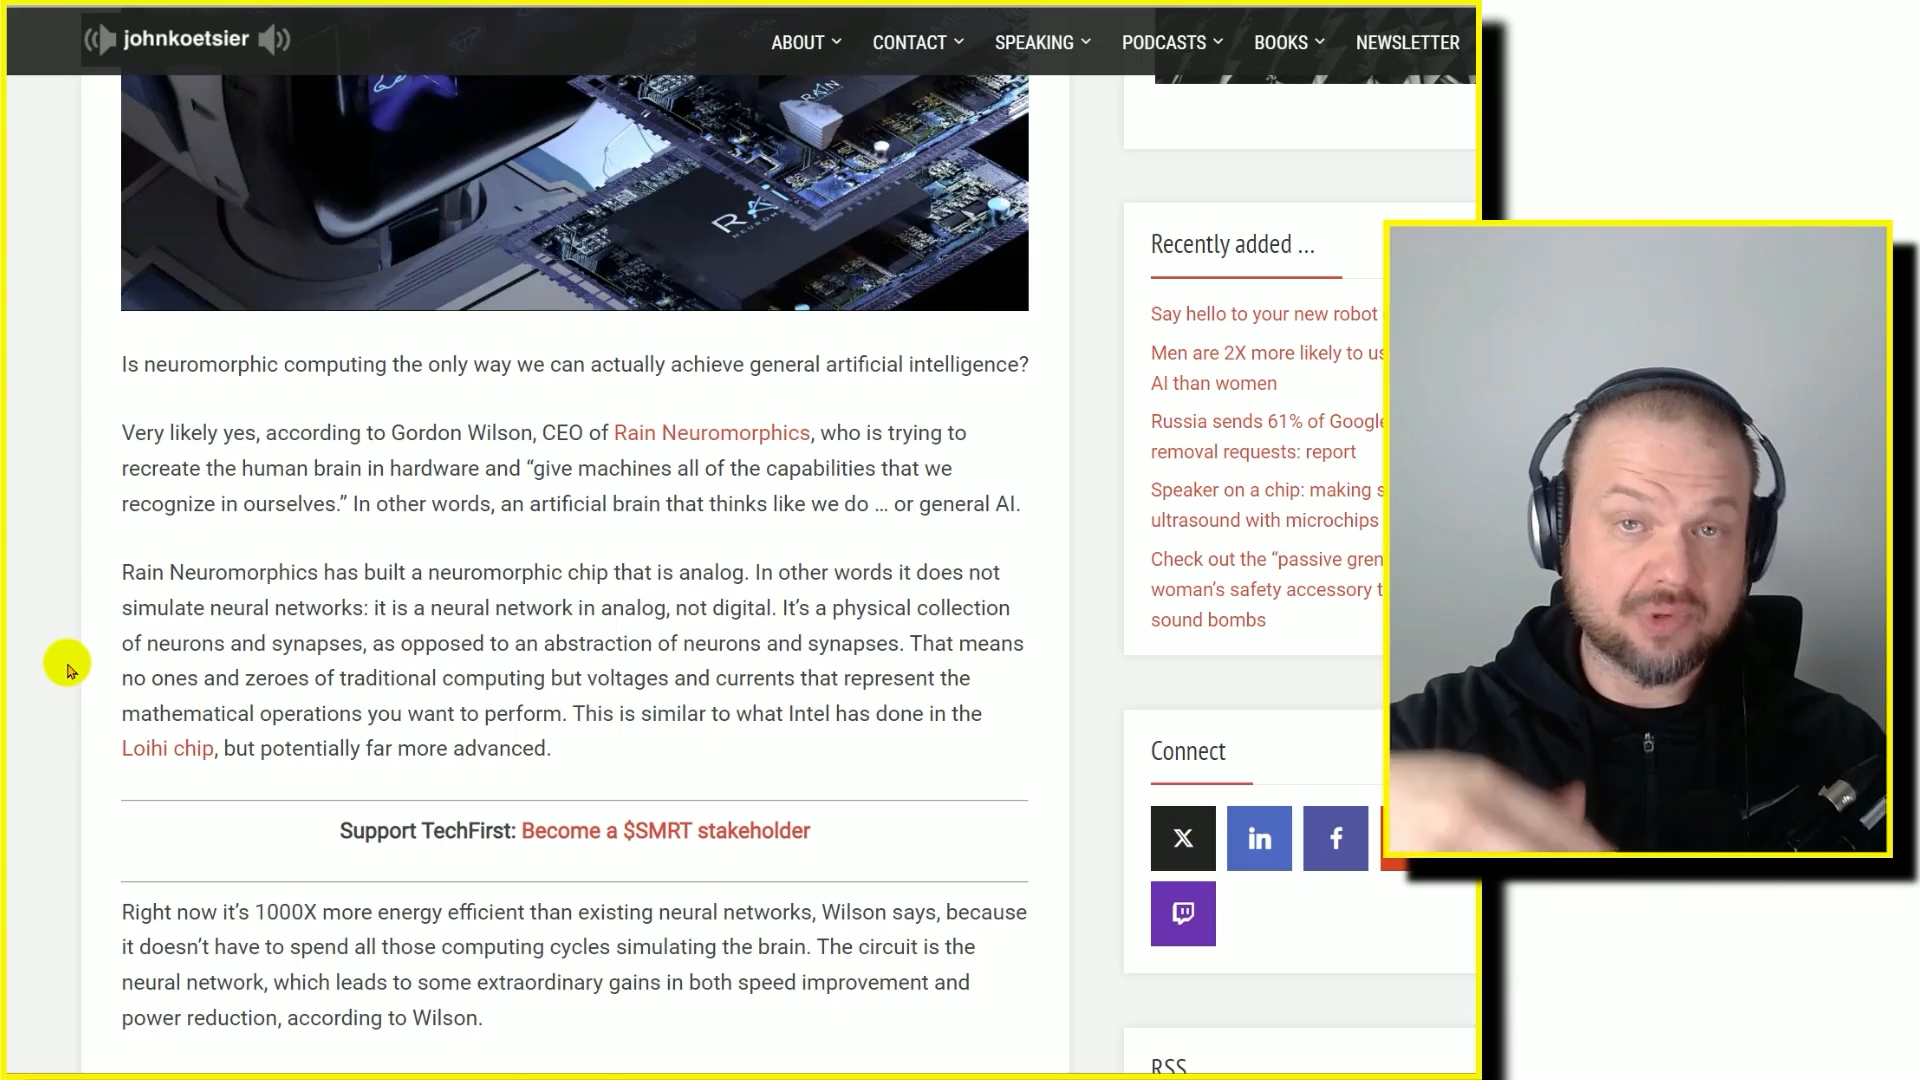 johnkoetsier
ABOUT
CONTACT
SPEAKING
PODCASTS
BOOKS
NEWSLETTER
RAIN
RAIN
NEUROMORPHICS
Is neuromorphic computing the only way we can actually achieve general artificial intelligence?
Very likely yes, according to Gordon Wilson, CEO of Rain Neuromorphics, who is trying to
recreate the human brain in hardware and “give machines all of the capabilities that we
recognize in ourselves.” In other words, an artificial brain that thinks like we do … or general AI.
Rain Neuromorphics has built a neuromorphic chip that is analog. In other words it does not
simulate neural networks: it is a neural network in analog, not digital. It’s a physical collection
of neurons and synapses, as opposed to an abstraction of neurons and synapses. That means
no ones and zeroes of traditional computing but voltages and currents that represent the
mathematical operations you want to perform. This is similar to what Intel has done in the
Loihi chip, but potentially far more advanced.
Support TechFirst: Become a $SMRT stakeholder
Right now it’s 1000X more energy efficient than existing neural networks, Wilson says, because
it doesn’t have to spend all those computing cycles simulating the brain. The circuit is the
neural network, which leads to some extraordinary gains in both speed improvement and
power reduction, according to Wilson.
Recently added ...
Say hello to your new robot
Men are 2X more likely to us
AI than women
Russia sends 61% of Google
removal requests: report
Speaker on a chip: making s
ultrasound with microchips
Check out the “passive gren
woman’s safety accessory t
sound bombs
Connect
X
in
f
RSS